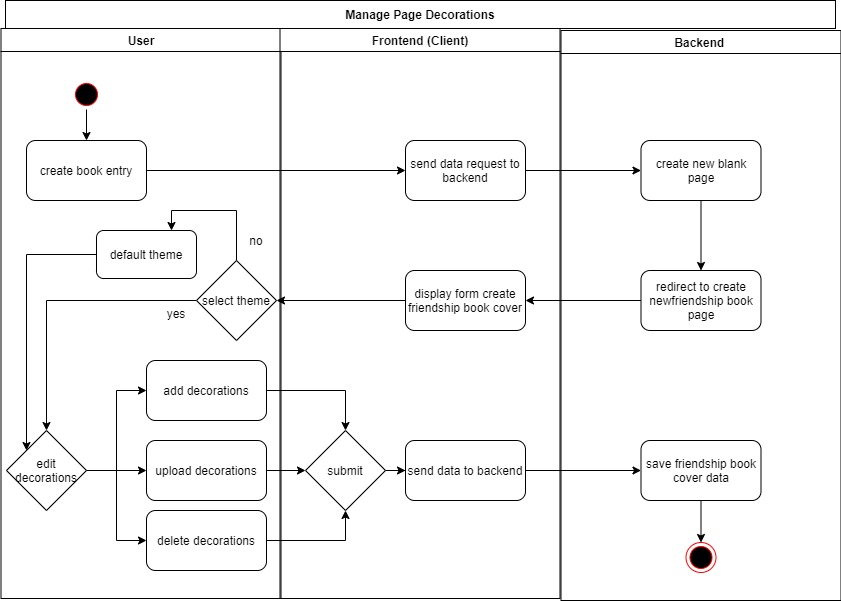 Manage Page Decorations
User
Frontend (Client)
Backend
create book entry
send data request to
backend
create new blank
page
no
default theme
select theme
yes
display form create
friendship book cover
redirect to create
newfriendship book
page
add decorations
edit
decorations
upload decorations
submit
send data to backend
save friendship book
cover data
delete decorations